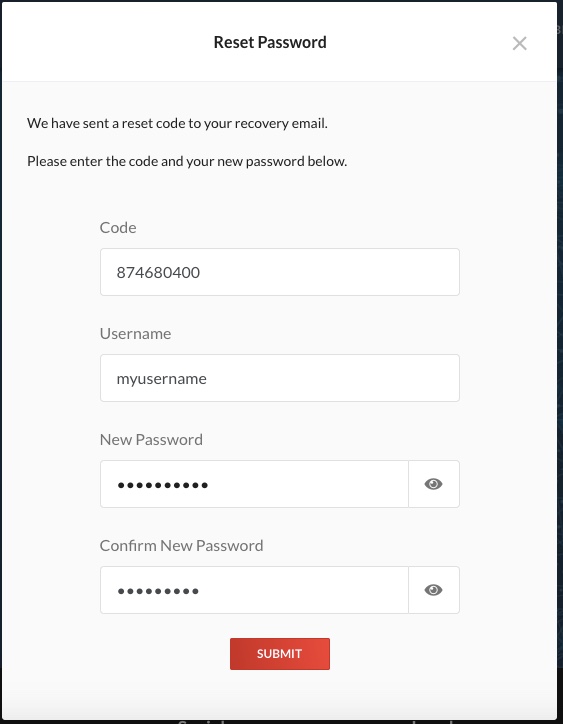 Reset Password
We have sent a reset code to your recovery email.
Please enter the code and your new password below.
Code
874680400
Username
myusername
New Password
••••••••••
Confirm New Password
•••••••••
SUBMIT